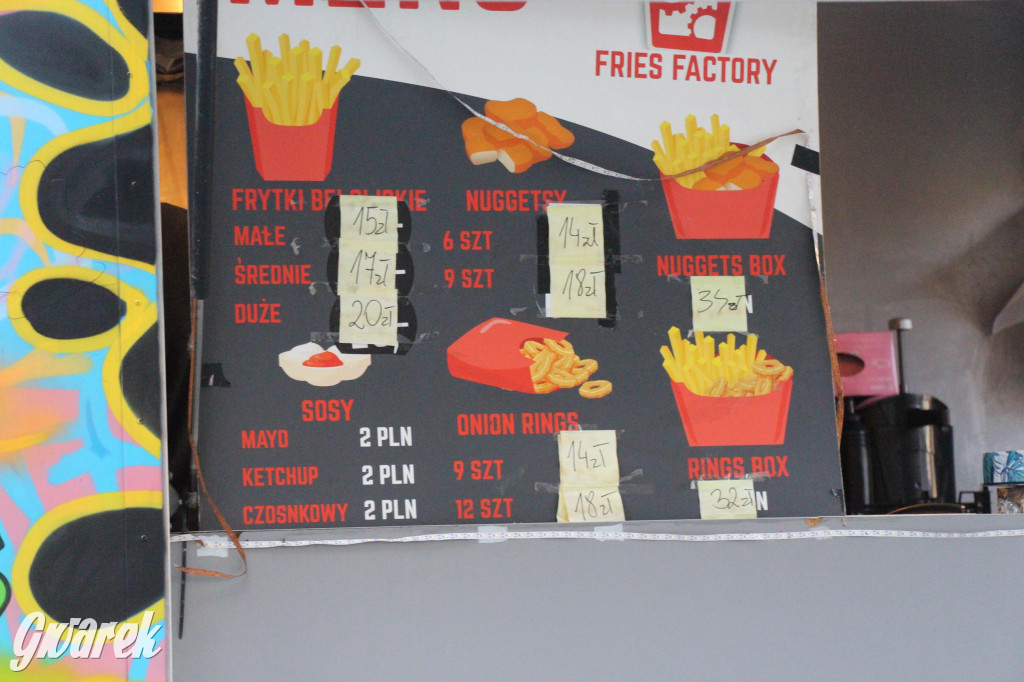 MENU
FRIES FACTORY
FRYTKI BELGIJSKIE
MAŁE 15zł
ŚREDNIE 17zł
DUŻE 20zł
NUGGETSY
6 SZT 14zł
9 SZT 18zł
NUGGETS BOX
34zł N
SOSY
MAYO 2 PLN
KETCHUP 2 PLN
CZOSNKOWY 2 PLN
ONION RINGS
9 SZT 14zł
12 SZT 18zł
RINGS BOX
32zł N
Gwarek